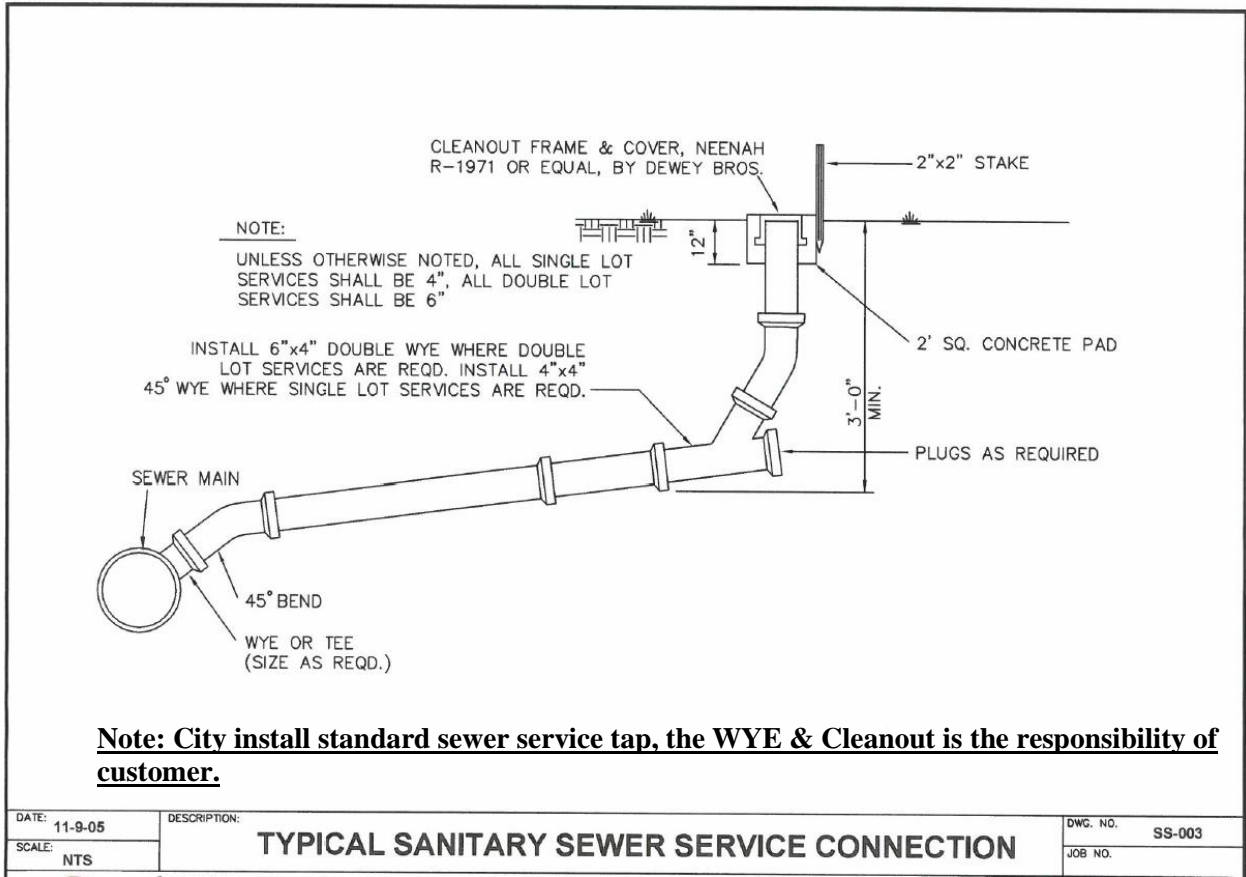 CLEANOUT FRAME & COVER, NEENAH
R-1971 OR EQUAL, BY DEWEY BROS.
2"x2" STAKE
NOTE:
UNLESS OTHERWISE NOTED, ALL SINGLE LOT
SERVICES SHALL BE 4", ALL DOUBLE LOT
SERVICES SHALL BE 6"
12"
INSTALL 6"x4" DOUBLE WYE WHERE DOUBLE
LOT SERVICES ARE REQD. INSTALL 4"x4"
45° WYE WHERE SINGLE LOT SERVICES ARE REQD.
2' SQ. CONCRETE PAD
3'-0"
MIN.
PLUGS AS REQUIRED
SEWER MAIN
45° BEND
WYE OR TEE
(SIZE AS REQD.)
Note: City install standard sewer service tap, the WYE & Cleanout is the responsibility of
customer.
DATE: 11-9-05
SCALE: NTS
DESCRIPTION:
TYPICAL SANITARY SEWER SERVICE CONNECTION
DWG. NO. SS-003
JOB NO.